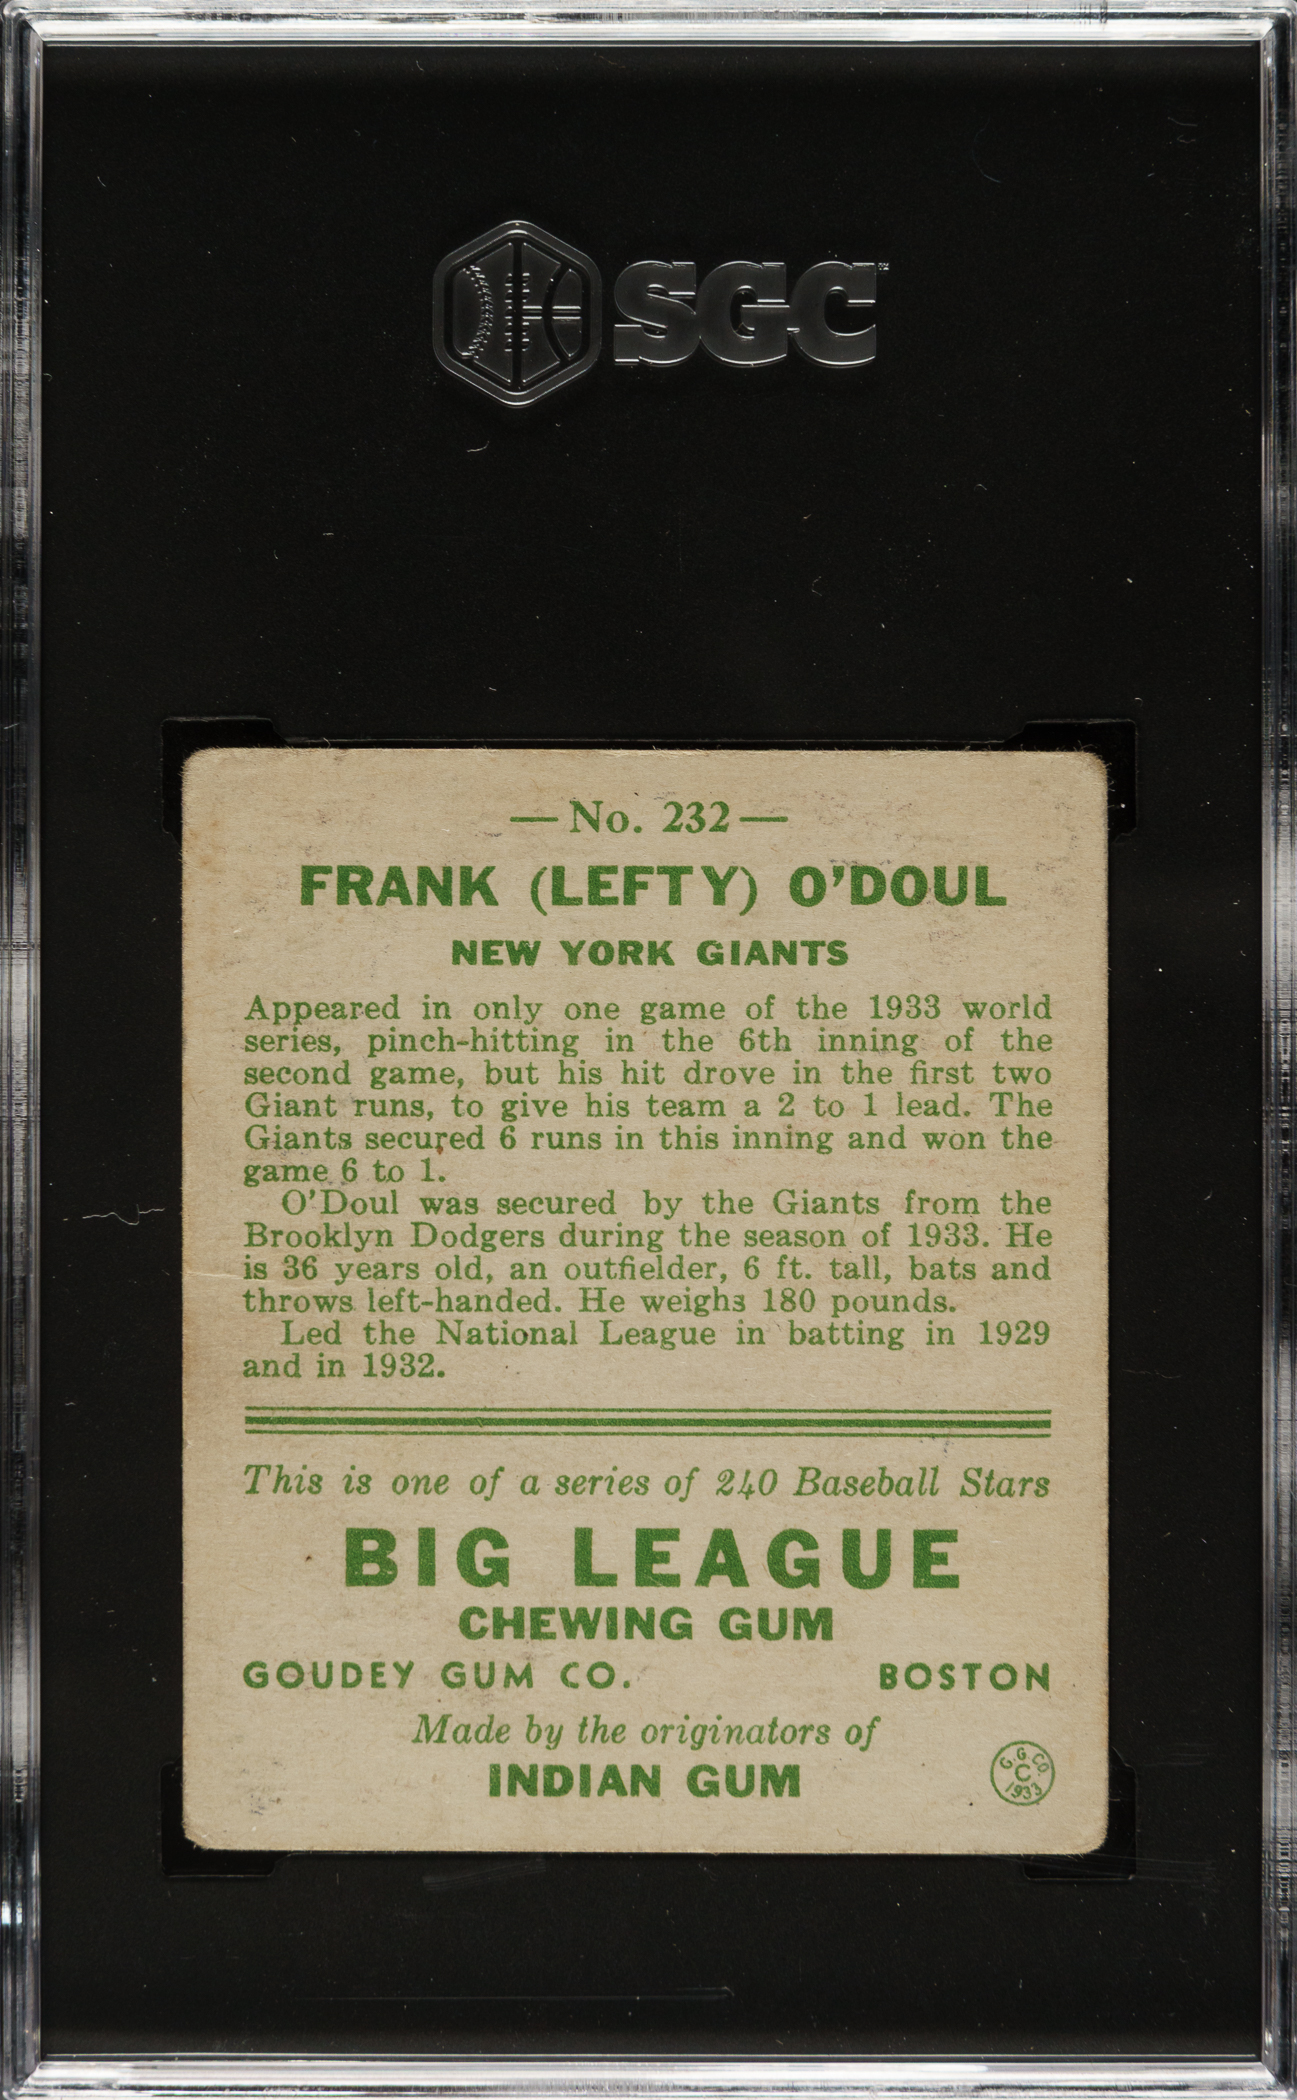 SGC™
—No. 232—
FRANK (LEFTY) O'DOUL
NEW YORK GIANTS
Appeared in only one game of the 1933 world
series, pinch-hitting in the 6th inning of the
second game, but his hit drove in the first two
Giant runs, to give his team a 2 to 1 lead. The
Giants secured 6 runs in this inning and won the
game 6 to 1.
O'Doul was secured by the Giants from the
Brooklyn Dodgers during the season of 1933. He
is 36 years old, an outfielder, 6 ft. tall, bats and
throws left-handed. He weighs 180 pounds.
Led the National League in batting in 1929
and in 1932.
This is one of a series of 240 Baseball Stars
BIG LEAGUE
CHEWING GUM
GOUDEY GUM CO. BOSTON
Made by the originators of
INDIAN GUM
G.G.CO.
C
1933